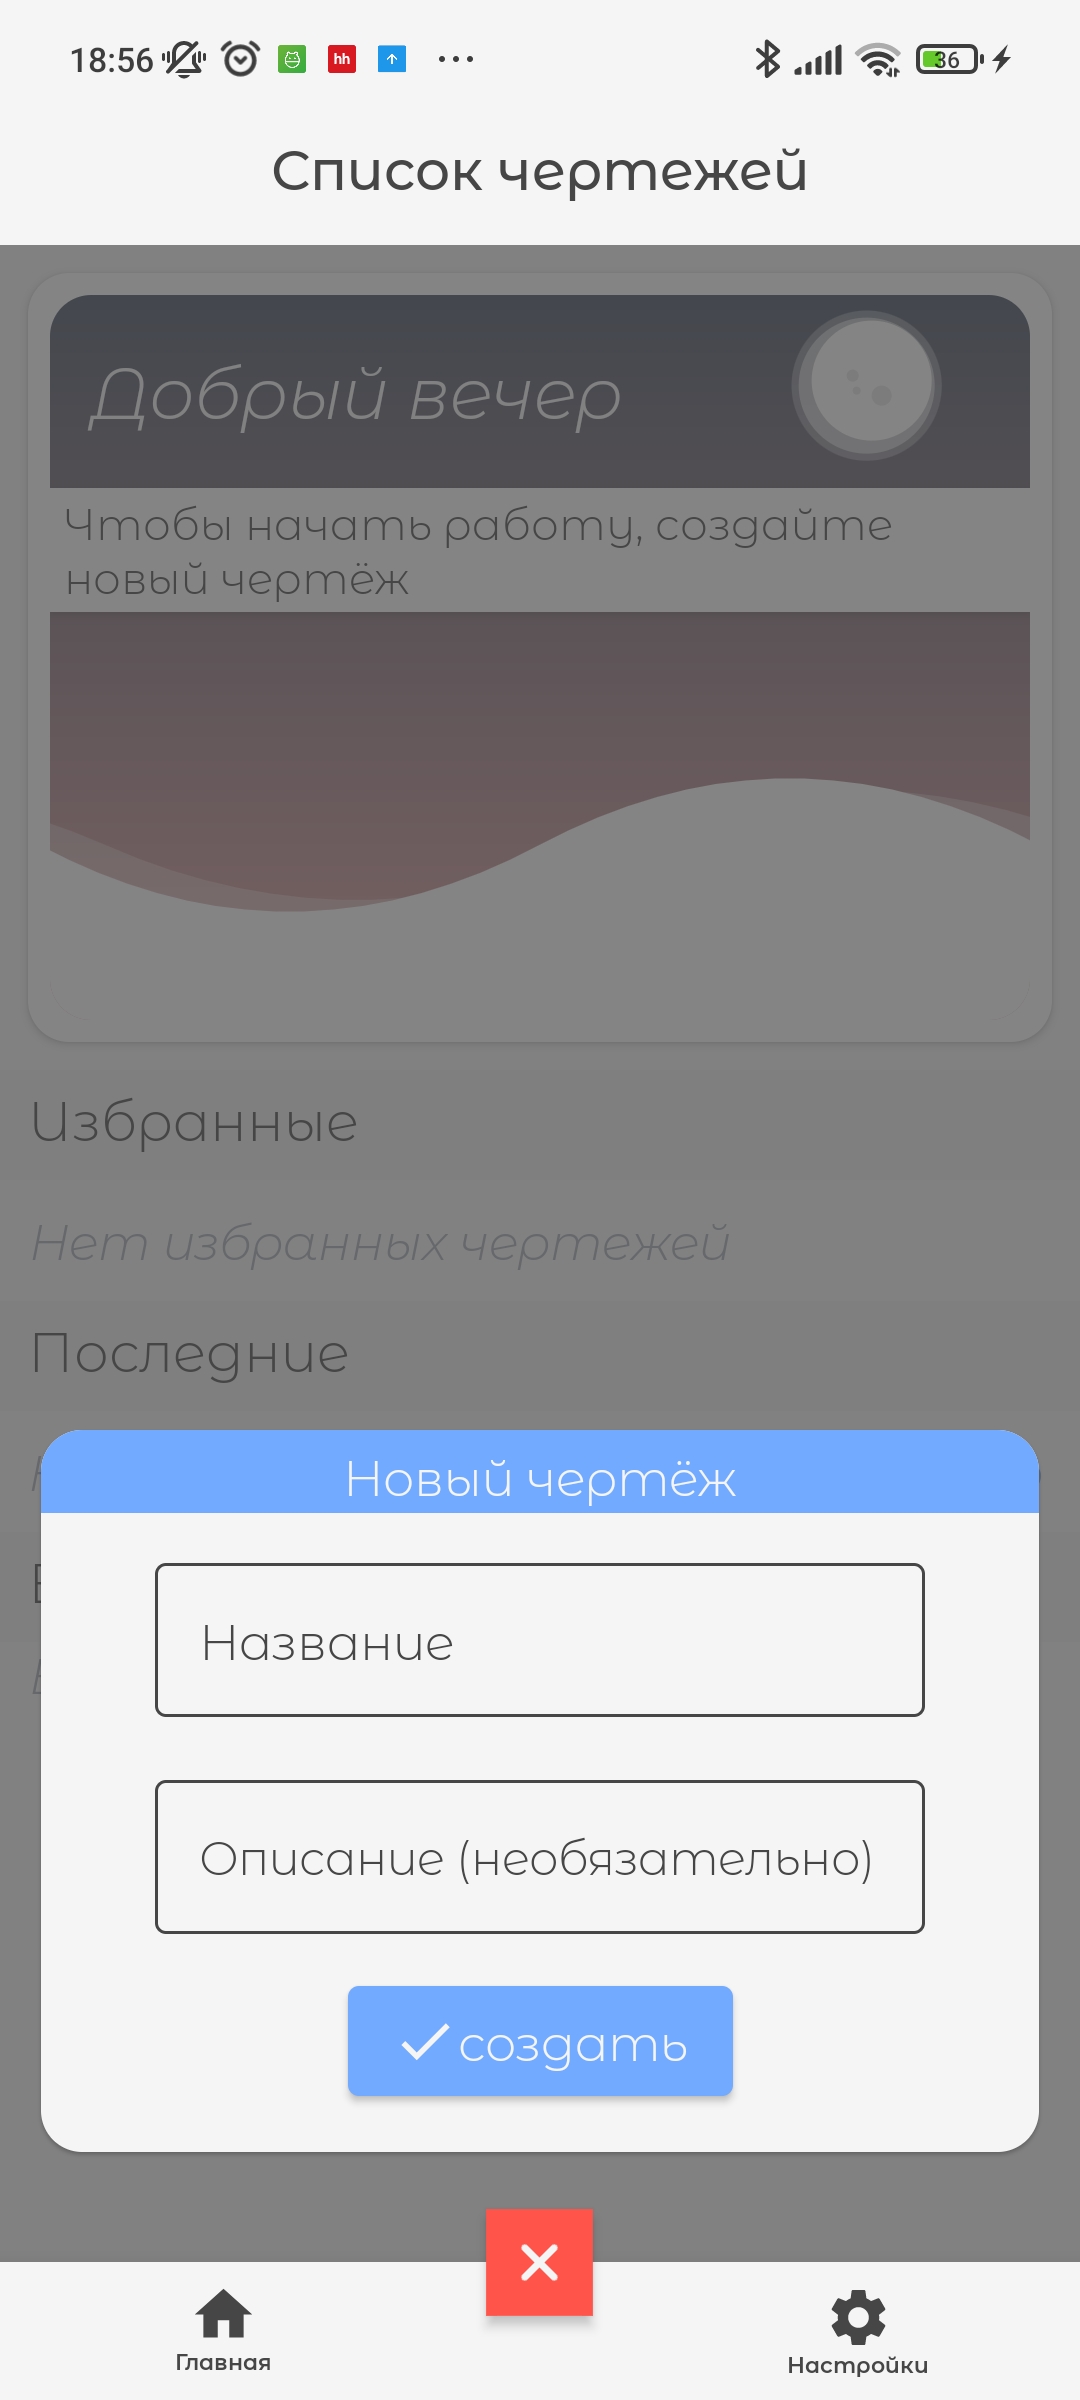 18:56
hh
36
Список чертежей
Добрый вечер
Чтобы начать работу, создайте
новый чертёж
Избранные
Нет избранных чертежей
Последние
Новый чертёж
Название
Описание (необязательно)
создать
Главная
Настройки